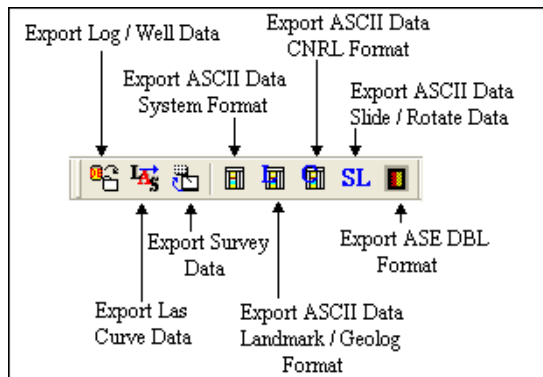 Export Log / Well Data
Export ASCII Data
System Format
Export ASCII Data
CNRL Format
Export ASCII Data
Slide / Rotate Data
LAS
SL
Export Las
Curve Data
Export Survey
Data
Export ASCII Data
Landmark / Geolog
Format
Export ASE DBL
Format